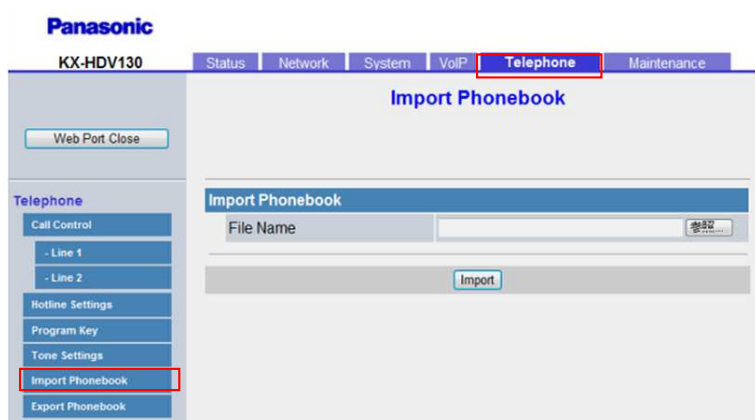 Panasonic
KX-HDV130
Status Network System VoIP Telephone Maintenance
Import Phonebook
Web Port Close
Telephone
Call Control
- Line 1
- Line 2
Hotline Settings
Program Key
Tone Settings
Import Phonebook
Export Phonebook
Import Phonebook
File Name
参照...
Import